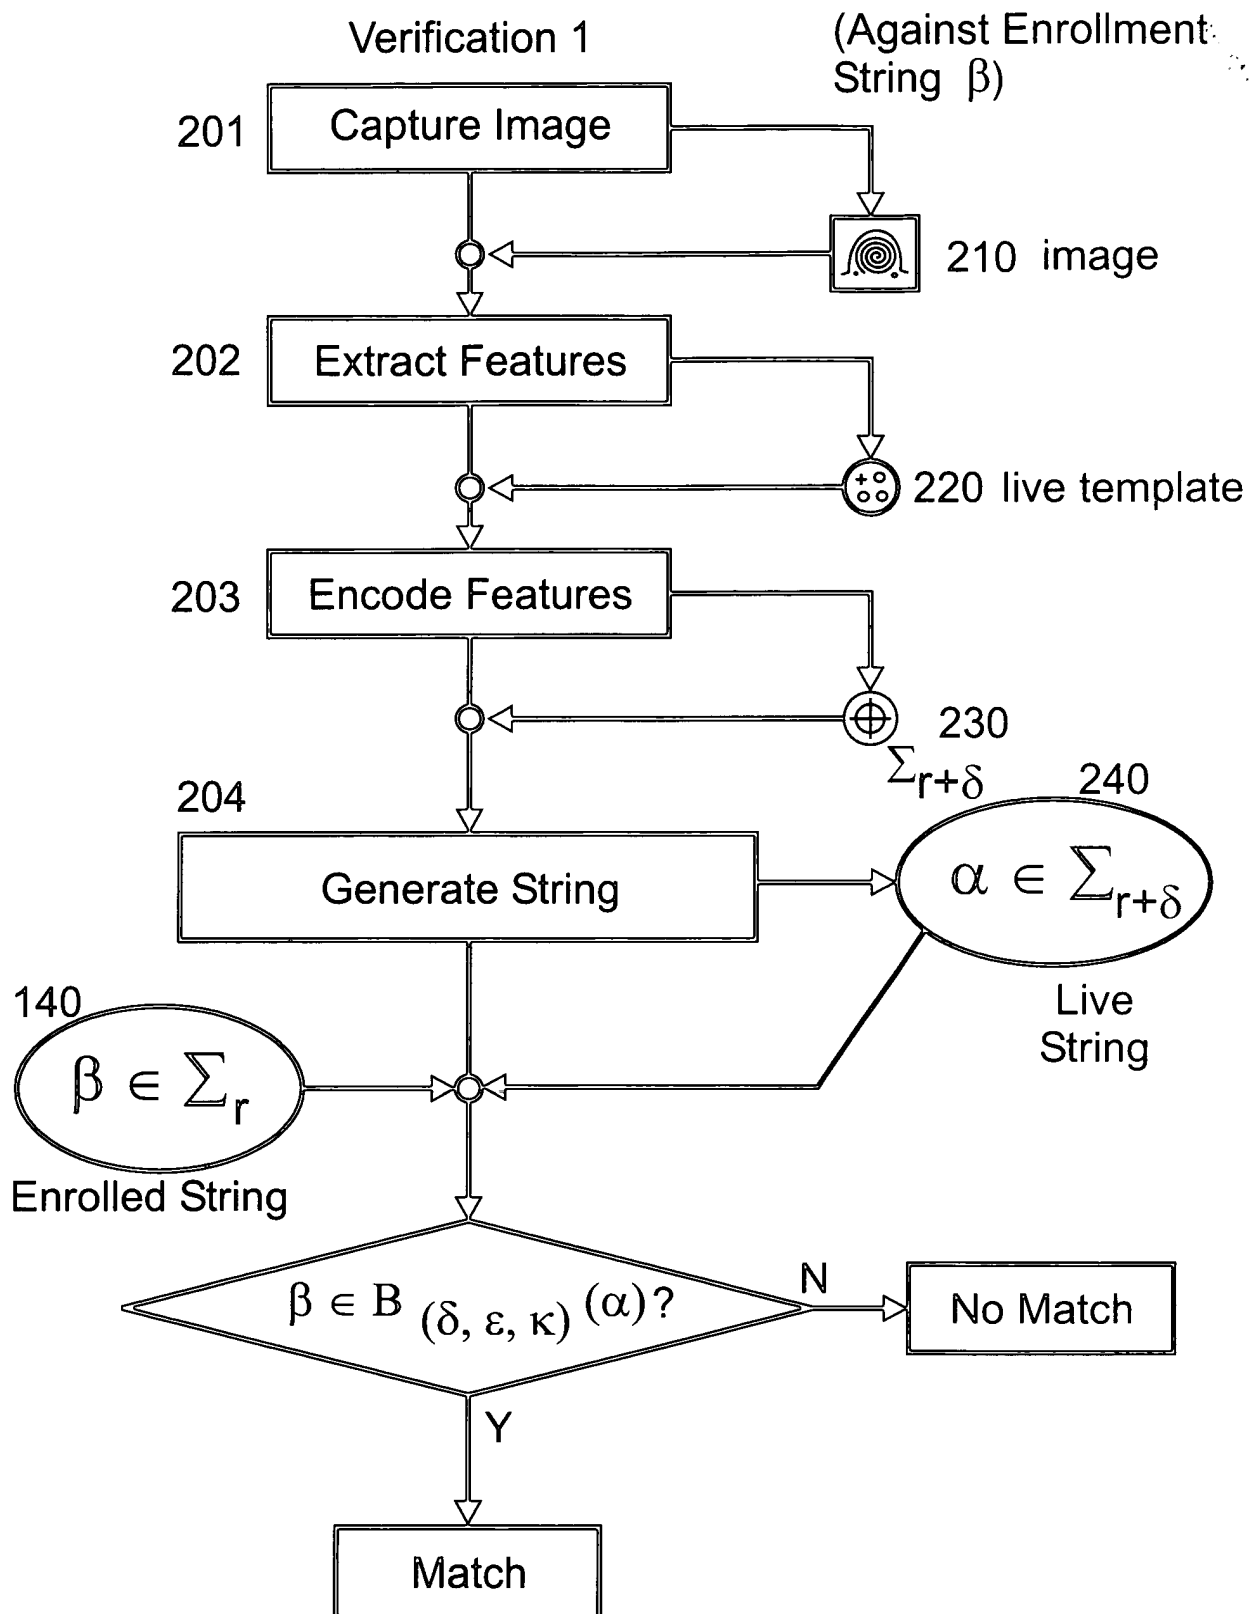 Verification 1
(Against Enrollment
String β)
201
Capture Image
210 image
202
Extract Features
220 live template
203
Encode Features
230
Σr+δ
204
240
Generate String
α ∈ Σr+δ
Live
String
140
β ∈ Σr
Enrolled String
β ∈ B (δ, ε, κ) (α)?
N
No Match
Y
Match